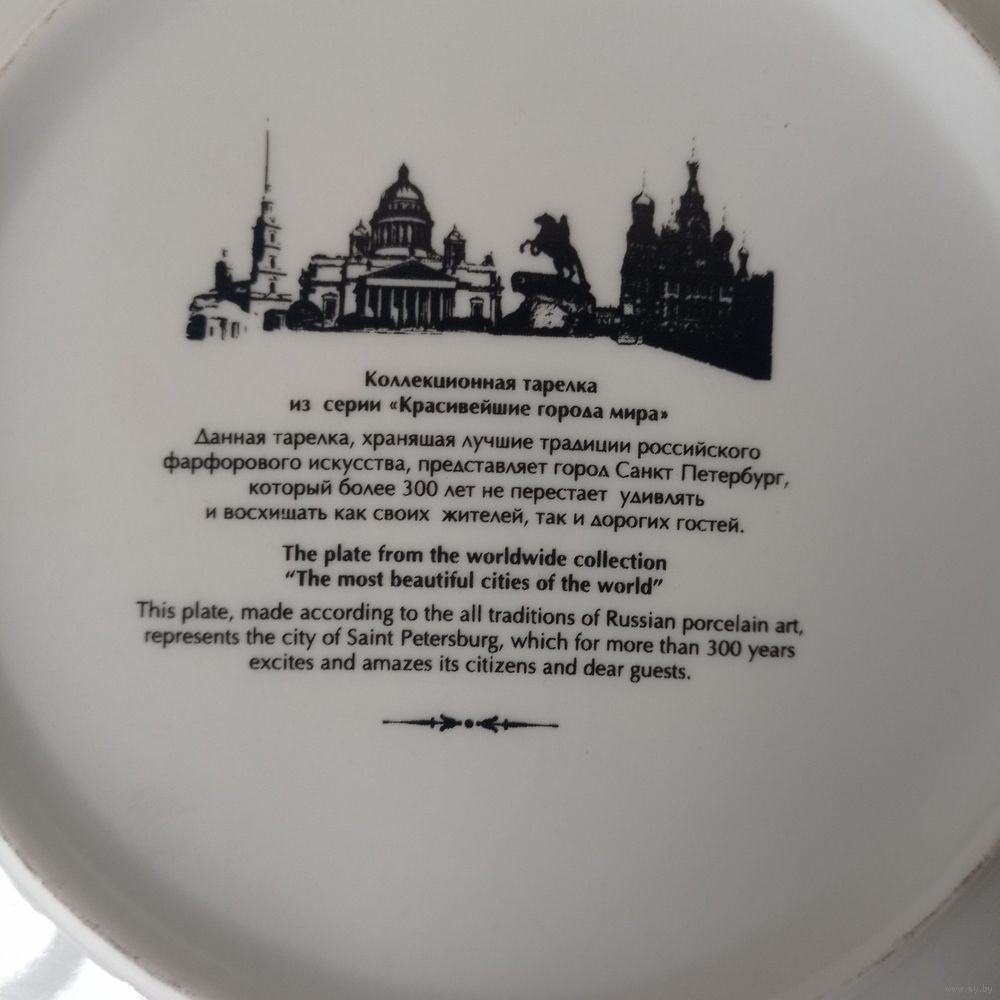 Коллекционная тарелка
из серии «Красивейшие города мира»
Данная тарелка, хранящая лучшие традиции российского
фарфорового искусства, представляет город Санкт Петербург,
который более 300 лет не перестает удивлять
и восхищать как своих жителей, так и дорогих гостей.
The plate from the worldwide collection
“The most beautiful cities of the world”
This plate, made according to the all traditions of Russian porcelain art,
represents the city of Saint Petersburg, which for more than 300 years
excites and amazes its citizens and dear guests.
www.ay.by